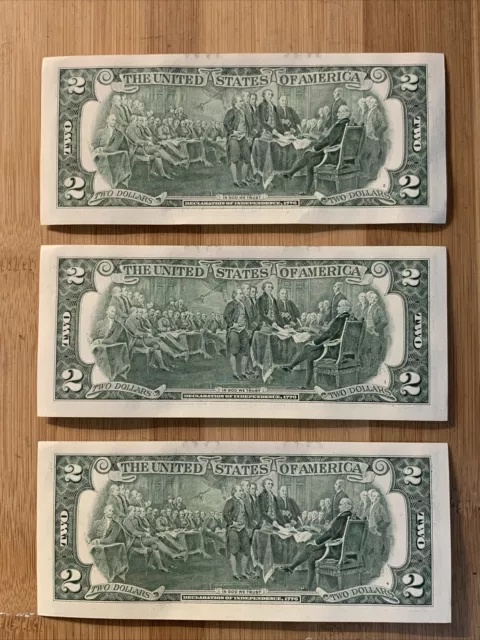 2 THE UNITED STATES OF AMERICA 2
TWO TWO
2 TWO DOLLARS IN GOD WE TRUST TWO DOLLARS 2
DECLARATION OF INDEPENDENCE, 1776
2 THE UNITED STATES OF AMERICA 2
TWO TWO
2 TWO DOLLARS IN GOD WE TRUST TWO DOLLARS 2
DECLARATION OF INDEPENDENCE, 1776
2 THE UNITED STATES OF AMERICA 2
TWO TWO
2 TWO DOLLARS IN GOD WE TRUST TWO DOLLARS 2
DECLARATION OF INDEPENDENCE, 1776